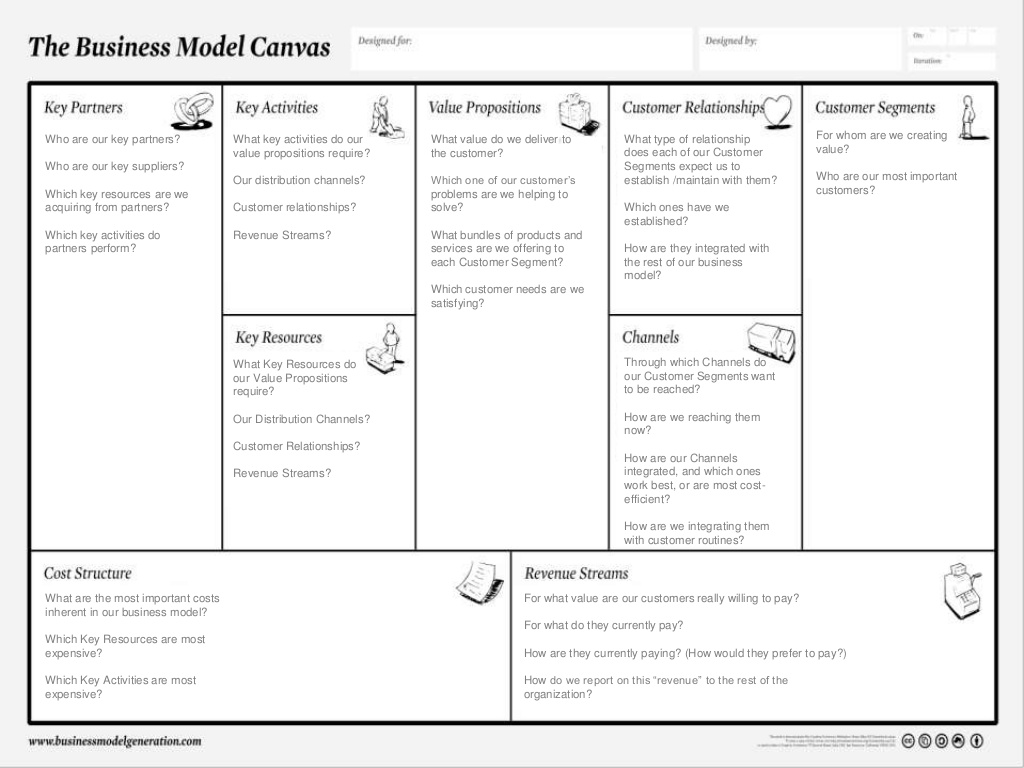 The Business Model Canvas
Designed for:
Designed by:
On:
Iteration:
Key Partners
Who are our key partners?
Who are our key suppliers?
Which key resources are we
acquiring from partners?
Which key activities do
partners perform?
Key Activities
What key activities do our
value propositions require?
Our distribution channels?
Customer relationships?
Revenue Streams?
Key Resources
What Key Resources do
our Value Propositions
require?
Our Distribution Channels?
Customer Relationships?
Revenue Streams?
Value Propositions
What value do we deliver to
the customer?
Which one of our customer’s
problems are we helping to
solve?
What bundles of products and
services are we offering to
each Customer Segment?
Which customer needs are we
satisfying?
Customer Relationships
What type of relationship
does each of our Customer
Segments expect us to
establish /maintain with them?
Which ones have we
established?
How are they integrated with
the rest of our business
model?
Channels
Through which Channels do
our Customer Segments want
to be reached?
How are we reaching them
now?
How are our Channels
integrated, and which ones
work best, or are most cost-
efficient?
How are we integrating them
with customer routines?
Customer Segments
For whom are we creating
value?
Who are our most important
customers?
Cost Structure
What are the most important costs
inherent in our business model?
Which Key Resources are most
expensive?
Which Key Activities are most
expensive?
Revenue Streams
For what value are our customers really willing to pay?
For what do they currently pay?
How are they currently paying? (How would they prefer to pay?)
How do we report on this “revenue” to the rest of the
organization?
www.businessmodelgeneration.com